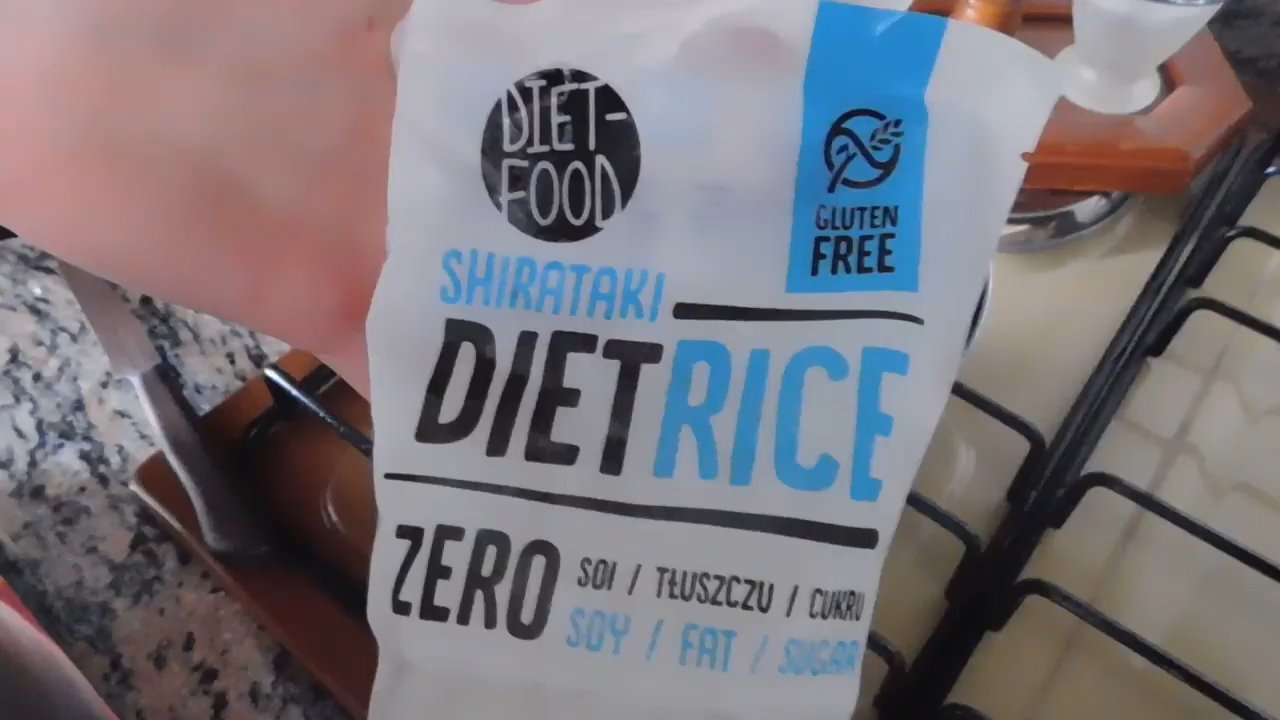 DIET-
FOOD
GLUTEN
FREE
SHIRATAKI
DIETRICE
ZERO SOI / TŁUSZCZU / CUKRU
SOY / FAT / SUGAR